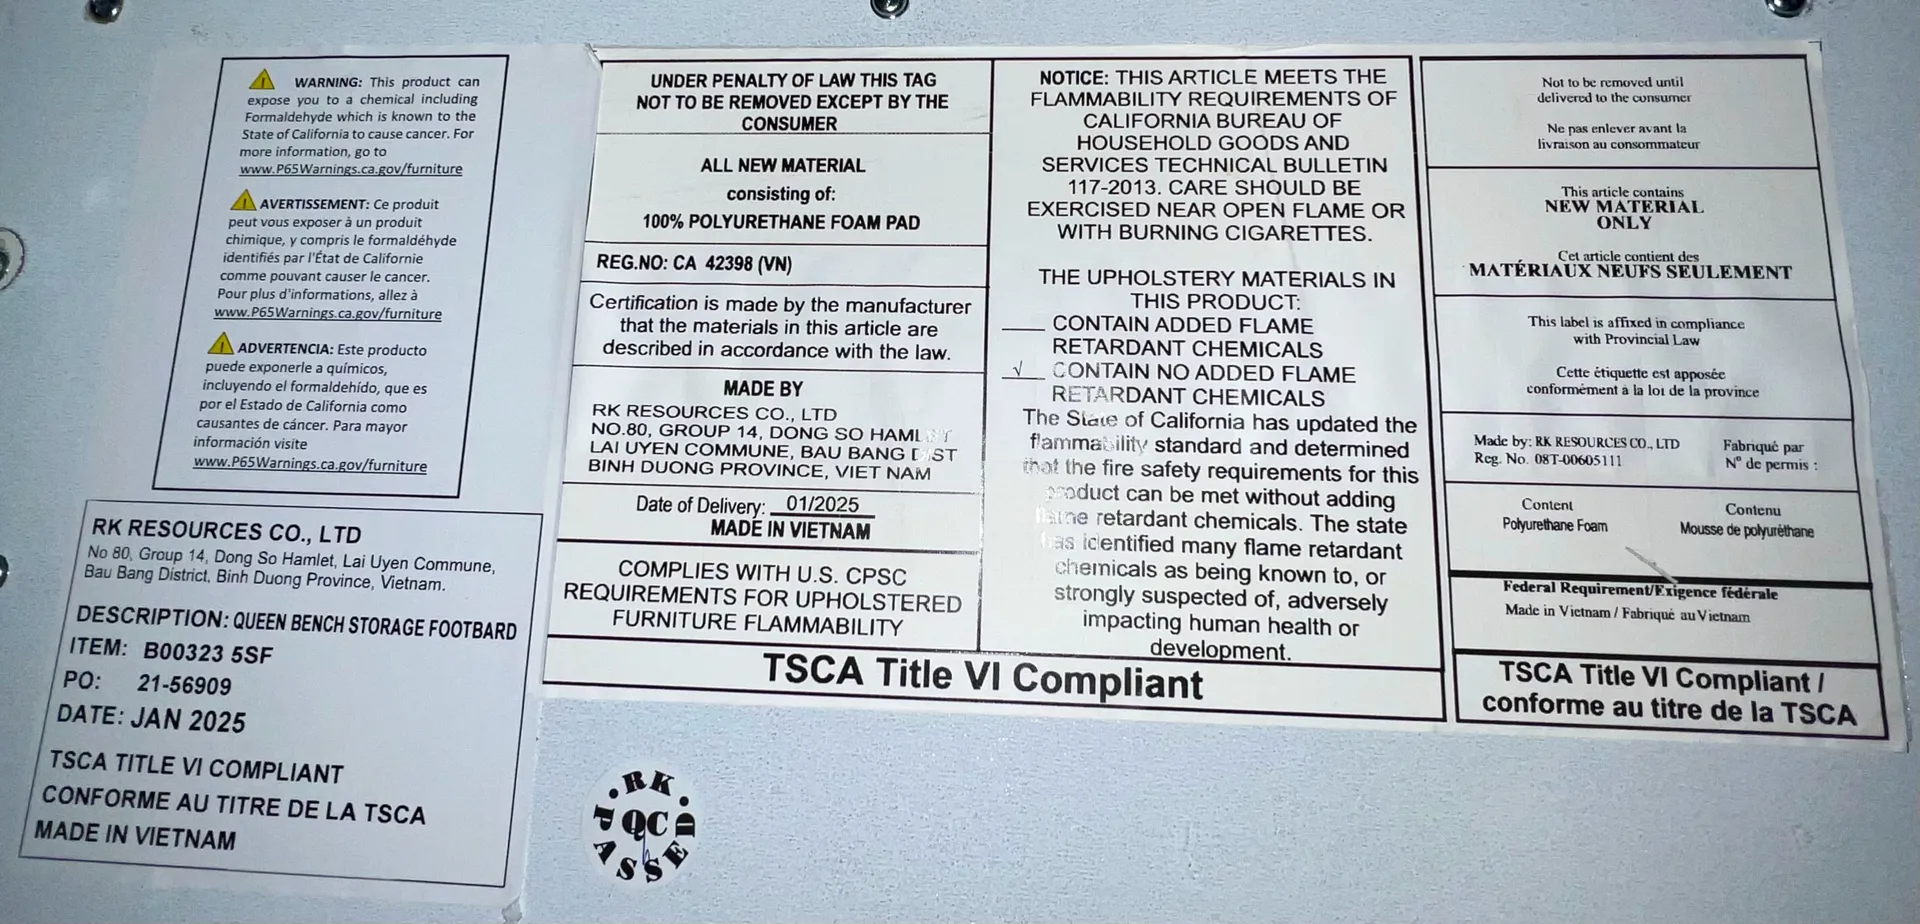 WARNING: This product can
expose you to a chemical including
Formaldehyde which is known to the
State of California to cause cancer. For
more information, go to
www.P65Warnings.ca.gov/furniture
AVERTISSEMENT: Ce produit
peut vous exposer à un produit
chimique, y compris le formaldéhyde
identifiés par l'État de Californie
comme pouvant causer le cancer.
Pour plus d'informations, allez à
www.P65Warnings.ca.gov/furniture
ADVERTENCIA: Este producto
puede exponerle a químicos,
incluyendo el formaldehído, que es
por el Estado de California como
causantes de cáncer. Para mayor
información visite
www.P65Warnings.ca.gov/furniture
RK RESOURCES CO., LTD
No 80, Group 14, Dong So Hamlet, Lai Uyen Commune,
Bau Bang District, Binh Duong Province, Vietnam.
DESCRIPTION: QUEEN BENCH STORAGE FOOTBARD
ITEM: B00323 5SF
PO: 21-56909
DATE: JAN 2025
TSCA TITLE VI COMPLIANT
CONFORME AU TITRE DE LA TSCA
MADE IN VIETNAM
UNDER PENALTY OF LAW THIS TAG
NOT TO BE REMOVED EXCEPT BY THE
CONSUMER
ALL NEW MATERIAL
consisting of:
100% POLYURETHANE FOAM PAD
REG.NO: CA 42398 (VN)
Certification is made by the manufacturer
that the materials in this article are
described in accordance with the law.
MADE BY
RK RESOURCES CO., LTD
NO.80, GROUP 14, DONG SO HAMLET
LAI UYEN COMMUNE, BAU BANG DIST
BINH DUONG PROVINCE, VIET NAM
Date of Delivery: 01/2025
MADE IN VIETNAM
COMPLIES WITH U.S. CPSC
REQUIREMENTS FOR UPHOLSTERED
FURNITURE FLAMMABILITY
NOTICE: THIS ARTICLE MEETS THE
FLAMMABILITY REQUIREMENTS OF
CALIFORNIA BUREAU OF
HOUSEHOLD GOODS AND
SERVICES TECHNICAL BULLETIN
117-2013. CARE SHOULD BE
EXERCISED NEAR OPEN FLAME OR
WITH BURNING CIGARETTES.
THE UPHOLSTERY MATERIALS IN
THIS PRODUCT:
____ CONTAIN ADDED FLAME
RETARDANT CHEMICALS
√ CONTAIN NO ADDED FLAME
RETARDANT CHEMICALS
The State of California has updated the
flammability standard and determined
that the fire safety requirements for this
product can be met without adding
flame retardant chemicals. The state
has identified many flame retardant
chemicals as being known to, or
strongly suspected of, adversely
impacting human health or
development.
TSCA Title VI Compliant
Not to be removed until
delivered to the consumer
Ne pas enlever avant la
livraison au consommateur
This article contains
NEW MATERIAL
ONLY
Cet article contient des
MATÉRIAUX NEUFS SEULEMENT
This label is affixed in compliance
with Provincial Law
Cette étiquette est apposée
conformément à la loi de la province
Made by: RK RESOURCES CO., LTD Fabriqué par
Reg. No. 08T-00605111 N° de permis :
Content Contenu
Polyurethane Foam Mousse de polyuréthane
Federal Requirement/Exigence fédérale
Made in Vietnam / Fabriqué au Vietnam
TSCA Title VI Compliant /
conforme au titre de la TSCA
RK
QC
PASSED